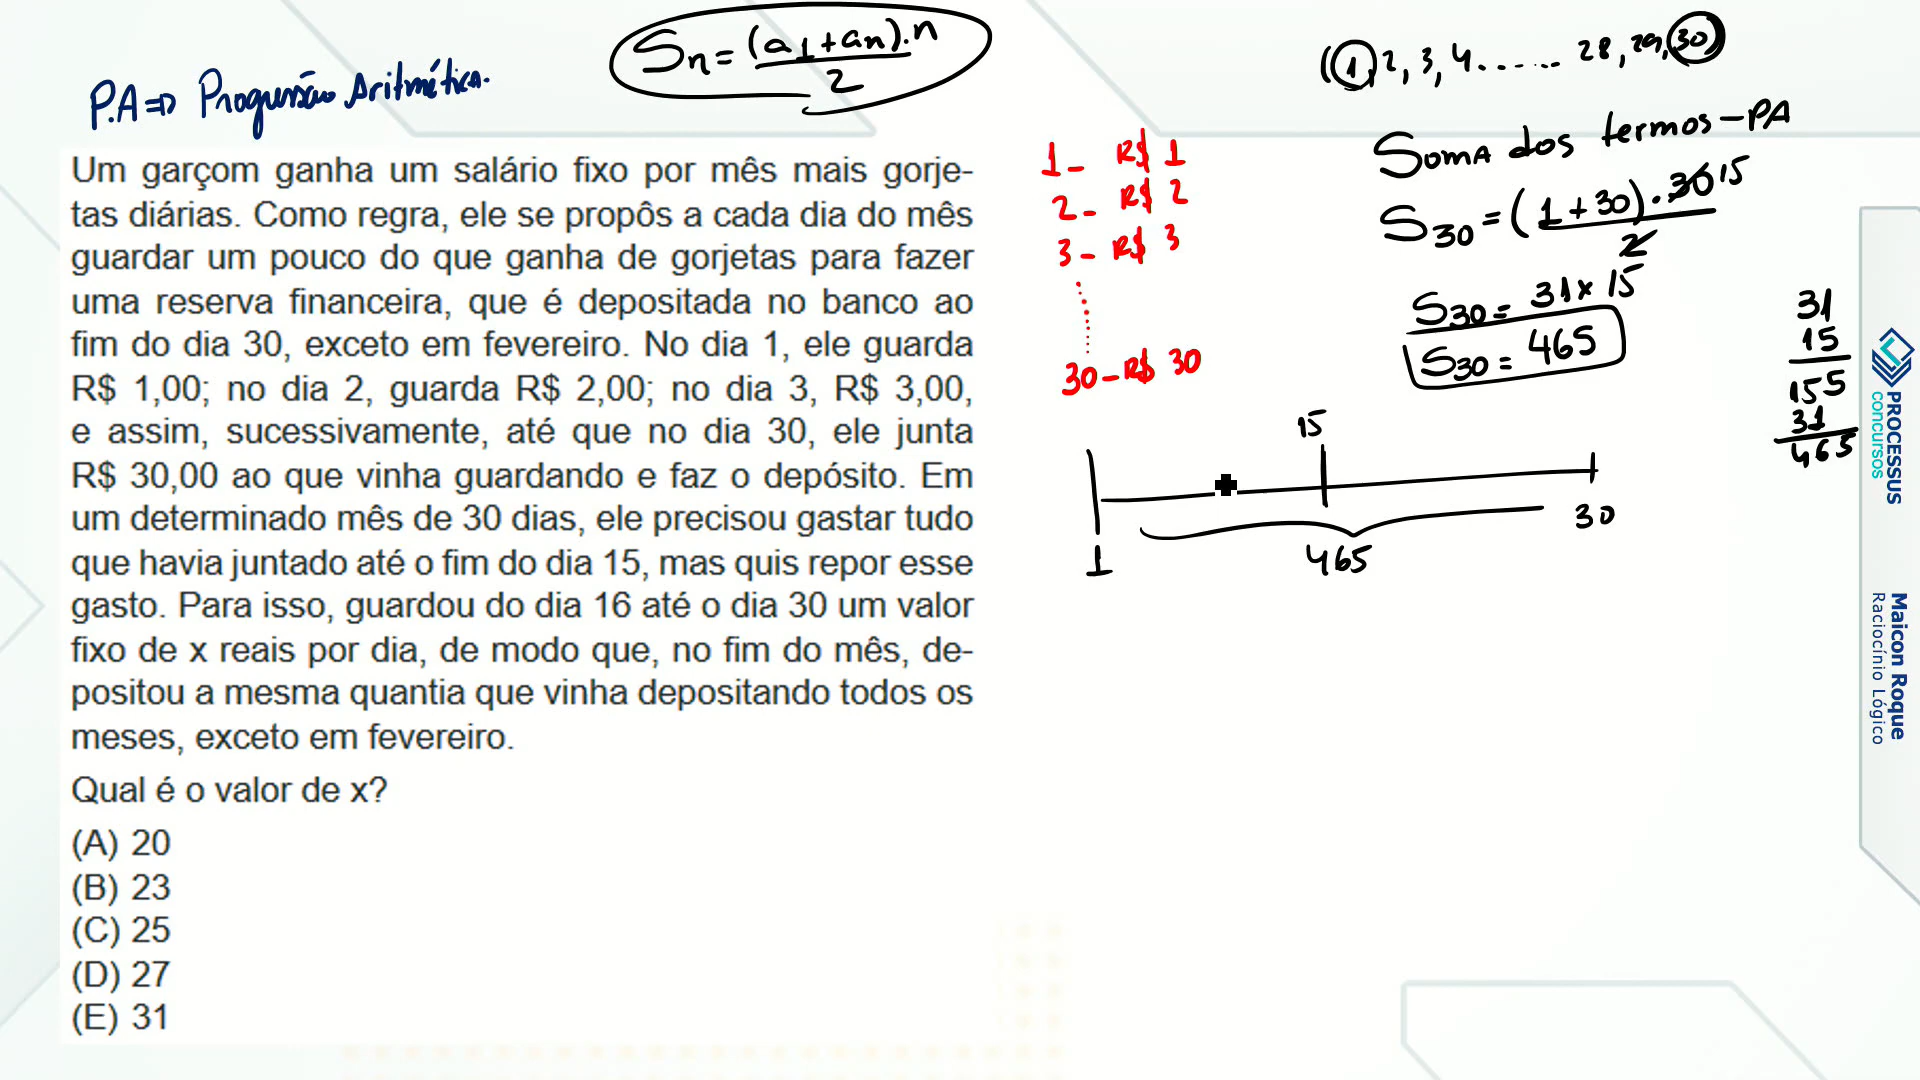 P.A ⇒ Progressão Aritmética.
Sn = (a1 + an).n
2
(1, 2, 3, 4....... 28, 29, 30)
Um garçom ganha um salário fixo por mês mais gorje-
tas diárias. Como regra, ele se propôs a cada dia do mês
guardar um pouco do que ganha de gorjetas para fazer
uma reserva financeira, que é depositada no banco ao
fim do dia 30, exceto em fevereiro. No dia 1, ele guarda
R$ 1,00; no dia 2, guarda R$ 2,00; no dia 3, R$ 3,00,
e assim, sucessivamente, até que no dia 30, ele junta
R$ 30,00 ao que vinha guardando e faz o depósito. Em
um determinado mês de 30 dias, ele precisou gastar tudo
que havia juntado até o fim do dia 15, mas quis repor esse
gasto. Para isso, guardou do dia 16 até o dia 30 um valor
fixo de x reais por dia, de modo que, no fim do mês, de-
positou a mesma quantia que vinha depositando todos os
meses, exceto em fevereiro.
Qual é o valor de x?
(A) 20
(B) 23
(C) 25
(D) 27
(E) 31
1 - R$ 1
2 - R$ 2
3 - R$ 3
30 - R$ 30
Soma dos termos - PA
S30 = (1 + 30) . 30 15
2
S30 = 31 x 15
S30 = 465
31
15
155
31
465
15
1
30
465
PROCESSUS
concursos
Maicon Roque
Raciocínio Lógico